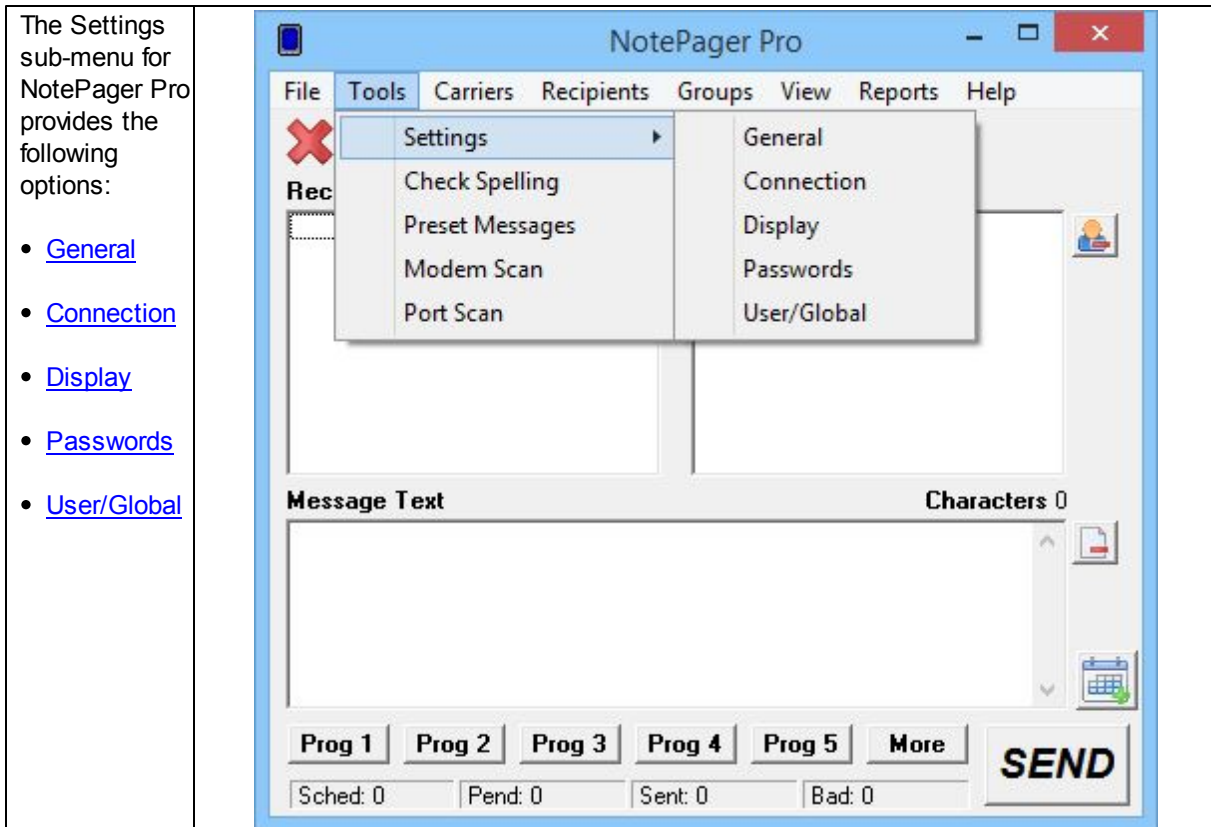 The Settings
sub-menu for
NotePager Pro
provides the
following
options:
• General
• Connection
• Display
• Passwords
• User/Global
NotePager Pro
File Tools Carriers Recipients Groups View Reports Help
Settings
Check Spelling
Preset Messages
Modem Scan
Port Scan
General
Connection
Display
Passwords
User/Global
Rec
Message Text Characters 0
Prog 1 Prog 2 Prog 3 Prog 4 Prog 5 More
SEND
Sched: 0 Pend: 0 Sent: 0 Bad: 0